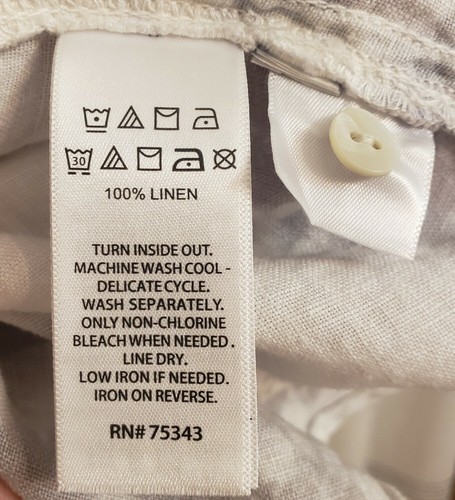 30
100% LINEN
TURN INSIDE OUT.
MACHINE WASH COOL -
DELICATE CYCLE.
WASH SEPARATELY.
ONLY NON-CHLORINE
BLEACH WHEN NEEDED.
LINE DRY.
LOW IRON IF NEEDED.
IRON ON REVERSE.
RN# 75343